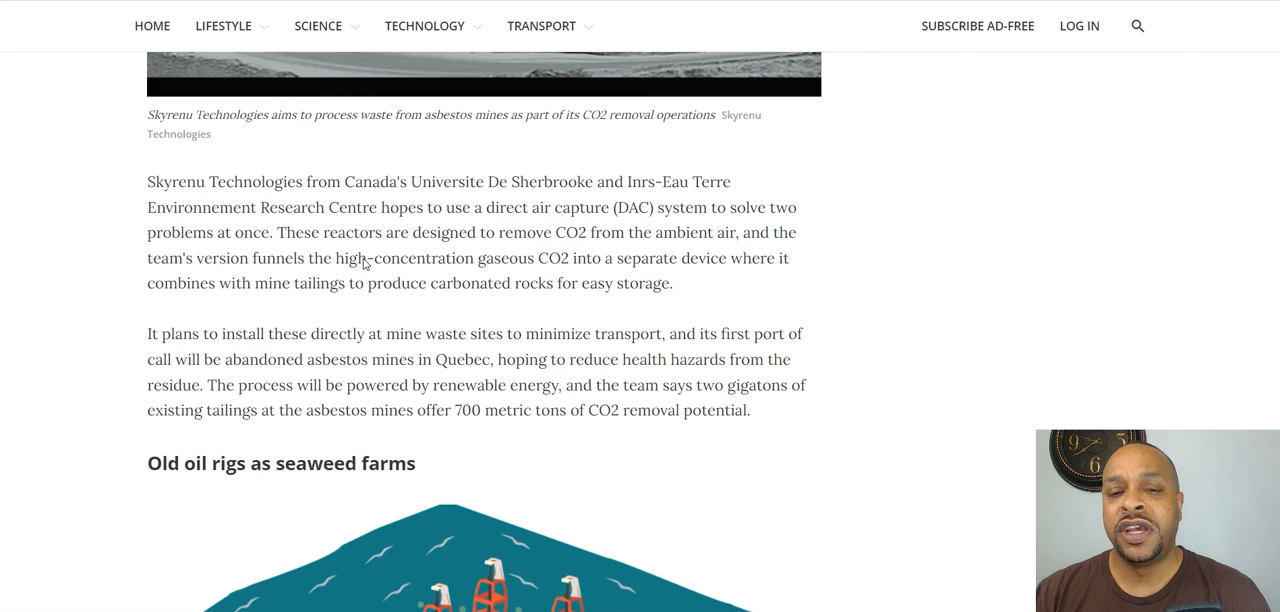 HOME LIFESTYLE SCIENCE TECHNOLOGY TRANSPORT SUBSCRIBE AD-FREE LOG IN
Skyrenu Technologies aims to process waste from asbestos mines as part of its CO2 removal operations Skyrenu
Technologies
Skyrenu Technologies from Canada's Universite De Sherbrooke and Inrs-Eau Terre
Environnement Research Centre hopes to use a direct air capture (DAC) system to solve two
problems at once. These reactors are designed to remove CO2 from the ambient air, and the
team's version funnels the high-concentration gaseous CO2 into a separate device where it
combines with mine tailings to produce carbonated rocks for easy storage.
It plans to install these directly at mine waste sites to minimize transport, and its first port of
call will be abandoned asbestos mines in Quebec, hoping to reduce health hazards from the
residue. The process will be powered by renewable energy, and the team says two gigatons of
existing tailings at the asbestos mines offer 700 metric tons of CO2 removal potential.
Old oil rigs as seaweed farms
9 3
6